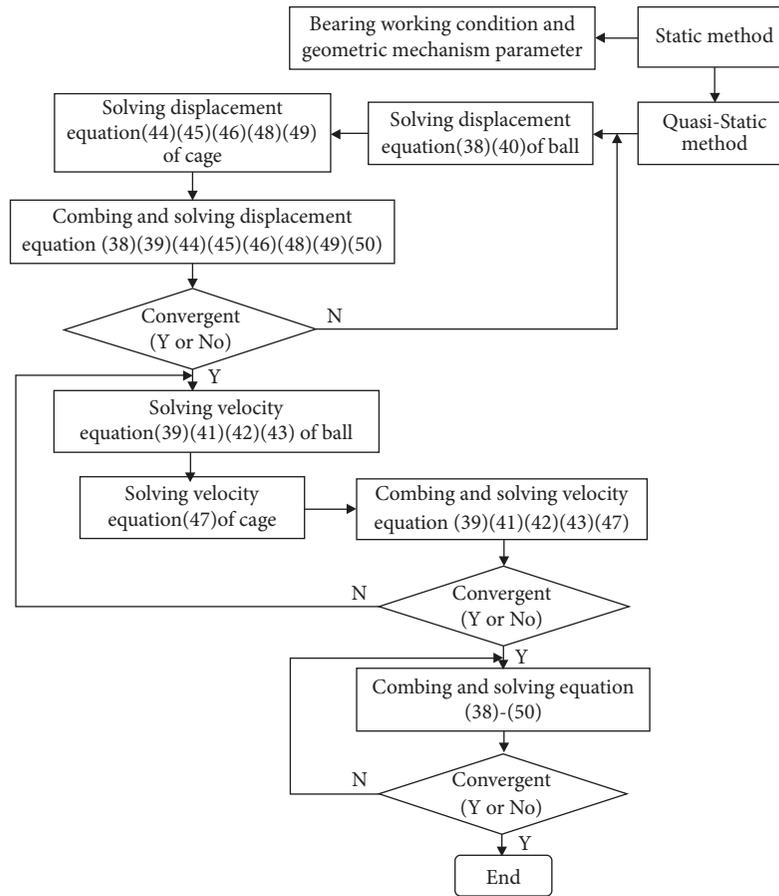 Bearing working condition and
geometric mechanism parameter
Static method
Solving displacement
equation(44)(45)(46)(48)(49)
of cage
Solving displacement
equation(38)(40)of ball
Quasi-Static
method
Combing and solving displacement
equation (38)(39)(44)(45)(46)(48)(49)(50)
Convergent
(Y or No)
N
Y
Solving velocity
equation(39)(41)(42)(43) of ball
Solving velocity
equation(47)of cage
Combing and solving velocity
equation (39)(41)(42)(43)(47)
N
Convergent
(Y or No)
Y
Combing and solving equation
(38)-(50)
N
Convergent
(Y or No)
Y
End